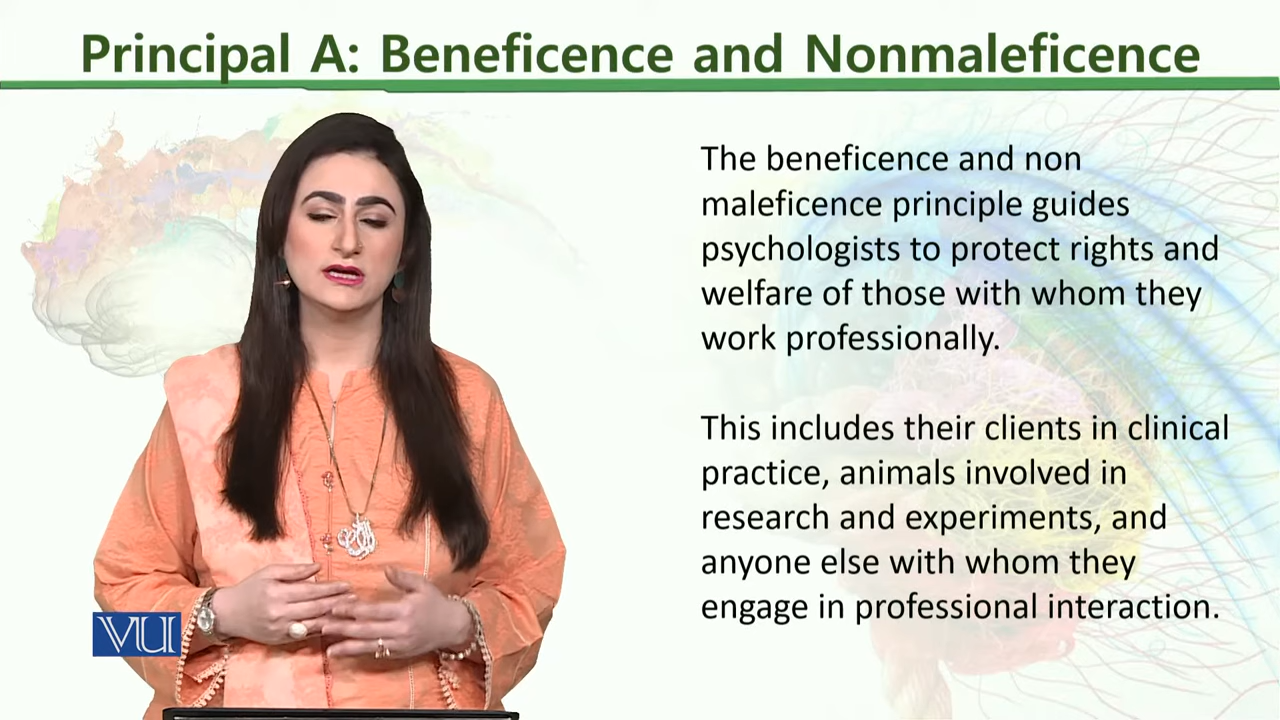 Principal A: Beneficence and Nonmaleficence
The beneficence and non
maleficence principle guides
psychologists to protect rights and
welfare of those with whom they
work professionally.
This includes their clients in clinical
practice, animals involved in
research and experiments, and
anyone else with whom they
engage in professional interaction.
VU